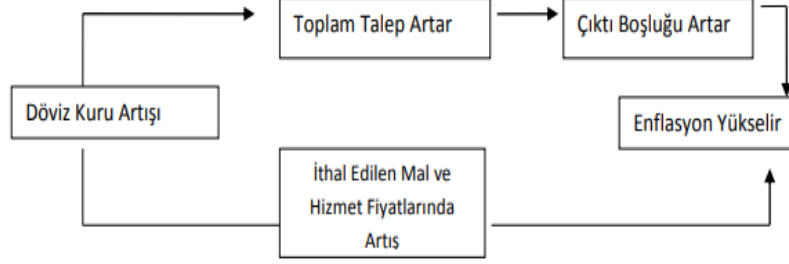 Toplam Talep Artar
Çıktı Boşluğu Artar
Döviz Kuru Artışı
Enflasyon Yükselir
İthal Edilen Mal ve
Hizmet Fiyatlarında
Artış